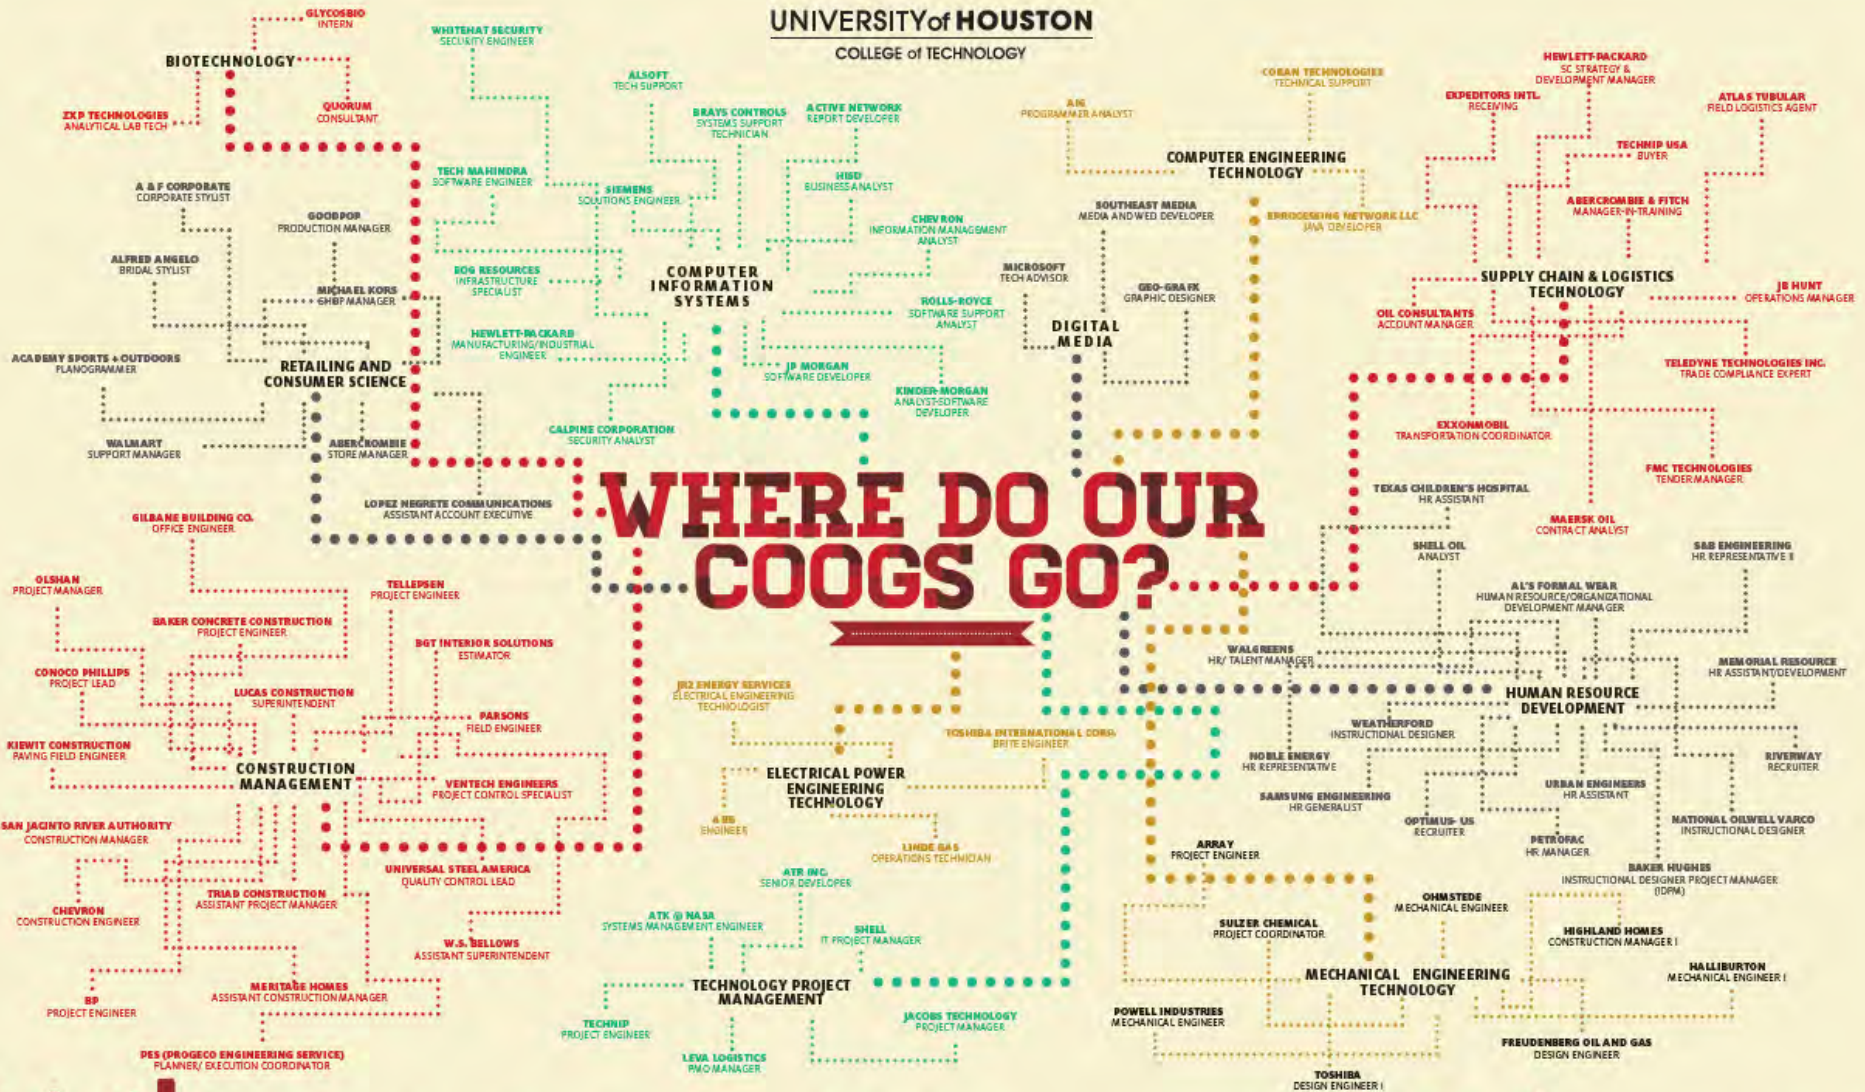 UNIVERSITY of HOUSTON
COLLEGE of TECHNOLOGY
WHERE DO OUR
COOGS GO?
BIOTECHNOLOGY
GLYCOSBIO
INTERN
ZXP TECHNOLOGIES
ANALYTICAL LAB TECH
QUORUM
CONSULTANT
RETAILING AND
CONSUMER SCIENCE
A & F CORPORATE
CORPORATE STYLIST
GOODPOP
PRODUCTION MANAGER
ALFRED ANGELO
BRIDAL STYLIST
MICHAEL KORS
SHOP MANAGER
ACADEMY SPORTS + OUTDOORS
PLANOGRAMMER
WALMART
SUPPORT MANAGER
ABERCROMBIE
STORE MANAGER
LOPEZ NEGRETE COMMUNICATIONS
ASSISTANT ACCOUNT EXECUTIVE
COMPUTER
INFORMATION
SYSTEMS
WHITEHAT SECURITY
SECURITY ENGINEER
ALSOFT
TECH SUPPORT
BRAYS CONTROLS
SYSTEMS SUPPORT
TECHNICIAN
ACTIVE NETWORK
REPORT DEVELOPER
TECH MAHINDRA
SOFTWARE ENGINEER
SIEMENS
SOLUTIONS ENGINEER
HISD
BUSINESS ANALYST
CHEVRON
INFORMATION MANAGEMENT
ANALYST
EOG RESOURCES
INFRASTRUCTURE
SPECIALIST
ROLLS-ROYCE
SOFTWARE SUPPORT
ANALYST
HEWLETT-PACKARD
MANUFACTURING/INDUSTRIAL
ENGINEER
JP MORGAN
SOFTWARE DEVELOPER
KINDER-MORGAN
ANALYST-SOFTWARE
DEVELOPER
CALPINE CORPORATION
SECURITY ANALYST
DIGITAL
MEDIA
SOUTHEAST MEDIA
MEDIA AND WED DEVELOPER
MICROSOFT
TECH ADVISOR
GEO-GRAFX
GRAPHIC DESIGNER
COMPUTER ENGINEERING
TECHNOLOGY
AIG
PROGRAMMER ANALYST
COBAN TECHNOLOGIES
TECHNICAL SUPPORT
EPROCESSING NETWORK LLC
JAVA DEVELOPER
SUPPLY CHAIN & LOGISTICS
TECHNOLOGY
HEWLETT-PACKARD
SC STRATEGY &
DEVELOPMENT MANAGER
EXPEDITORS INTL.
RECEIVING
ATLAS TUBULAR
FIELD LOGISTICS AGENT
TECHNIP USA
BUYER
ABERCROMBIE & FITCH
MANAGER-IN-TRAINING
JB HUNT
OPERATIONS MANAGER
OIL CONSULTANTS
ACCOUNT MANAGER
TELEDYNE TECHNOLOGIES INC.
TRADE COMPLIANCE EXPERT
EXXONMOBIL
TRANSPORTATION COORDINATOR
FMC TECHNOLOGIES
TENDER MANAGER
MAERSK OIL
CONTRACT ANALYST
HUMAN RESOURCE
DEVELOPMENT
TEXAS CHILDREN'S HOSPITAL
HR ASSISTANT
SHELL OIL
ANALYST
S&B ENGINEERING
HR REPRESENTATIVE II
AL'S FORMAL WEAR
HUMAN RESOURCE/ORGANIZATIONAL
DEVELOPMENT MANAGER
WALGREENS
HR/ TALENT MANAGER
MEMORIAL RESOURCE
HR ASSISTANT/DEVELOPMENT
WEATHERFORD
INSTRUCTIONAL DESIGNER
NOBLE ENERGY
HR REPRESENTATIVE
RIVERWAY
RECRUITER
SAMSUNG ENGINEERING
HR GENERALIST
URBAN ENGINEERS
HR ASSISTANT
OPTIMUS- US
RECRUITER
PETROFAC
HR MANAGER
NATIONAL OILWELL VARCO
INSTRUCTIONAL DESIGNER
BAKER HUGHES
INSTRUCTIONAL DESIGNER PROJECT MANAGER
(IDPM)
CONSTRUCTION
MANAGEMENT
GILBANE BUILDING CO.
OFFICE ENGINEER
OLSHAN
PROJECT MANAGER
TELLEPSEN
PROJECT ENGINEER
BAKER CONCRETE CONSTRUCTION
PROJECT ENGINEER
BGT INTERIOR SOLUTIONS
ESTIMATOR
CONOCO PHILLIPS
PROJECT LEAD
LUCAS CONSTRUCTION
SUPERINTENDENT
PARSONS
FIELD ENGINEER
KIEWIT CONSTRUCTION
PAVING FIELD ENGINEER
VENTECH ENGINEERS
PROJECT CONTROL SPECIALIST
SAN JACINTO RIVER AUTHORITY
CONSTRUCTION MANAGER
UNIVERSAL STEEL AMERICA
QUALITY CONTROL LEAD
TRIAD CONSTRUCTION
ASSISTANT PROJECT MANAGER
CHEVRON
CONSTRUCTION ENGINEER
W.S. BELLOWS
ASSISTANT SUPERINTENDENT
MERITAGE HOMES
ASSISTANT CONSTRUCTION MANAGER
BP
PROJECT ENGINEER
PES (PROGECO ENGINEERING SERVICE)
PLANNER/ EXECUTION COORDINATOR
ELECTRICAL POWER
ENGINEERING
TECHNOLOGY
JR2 ENERGY SERVICES
ELECTRICAL ENGINEERING
TECHNOLOGIST
TOSHIBA INTERNATIONAL CORP.
BRITE ENGINEER
ABS
ENGINEER
LINDE GAS
OPERATIONS TECHNICIAN
TECHNOLOGY PROJECT
MANAGEMENT
ATR INC.
SENIOR DEVELOPER
ATK @ NASA
SYSTEMS MANAGEMENT ENGINEER
SHELL
IT PROJECT MANAGER
TECHNIP
PROJECT ENGINEER
JACOBS TECHNOLOGY
PROJECT MANAGER
LEVA LOGISTICS
PMO MANAGER
MECHANICAL ENGINEERING
TECHNOLOGY
ARRAY
PROJECT ENGINEER
OHMSTEDE
MECHANICAL ENGINEER
SULZER CHEMICAL
PROJECT COORDINATOR
HIGHLAND HOMES
CONSTRUCTION MANAGER I
HALLIBURTON
MECHANICAL ENGINEER I
POWELL INDUSTRIES
MECHANICAL ENGINEER
FREUDENBERG OIL AND GAS
DESIGN ENGINEER
TOSHIBA
DESIGN ENGINEER I